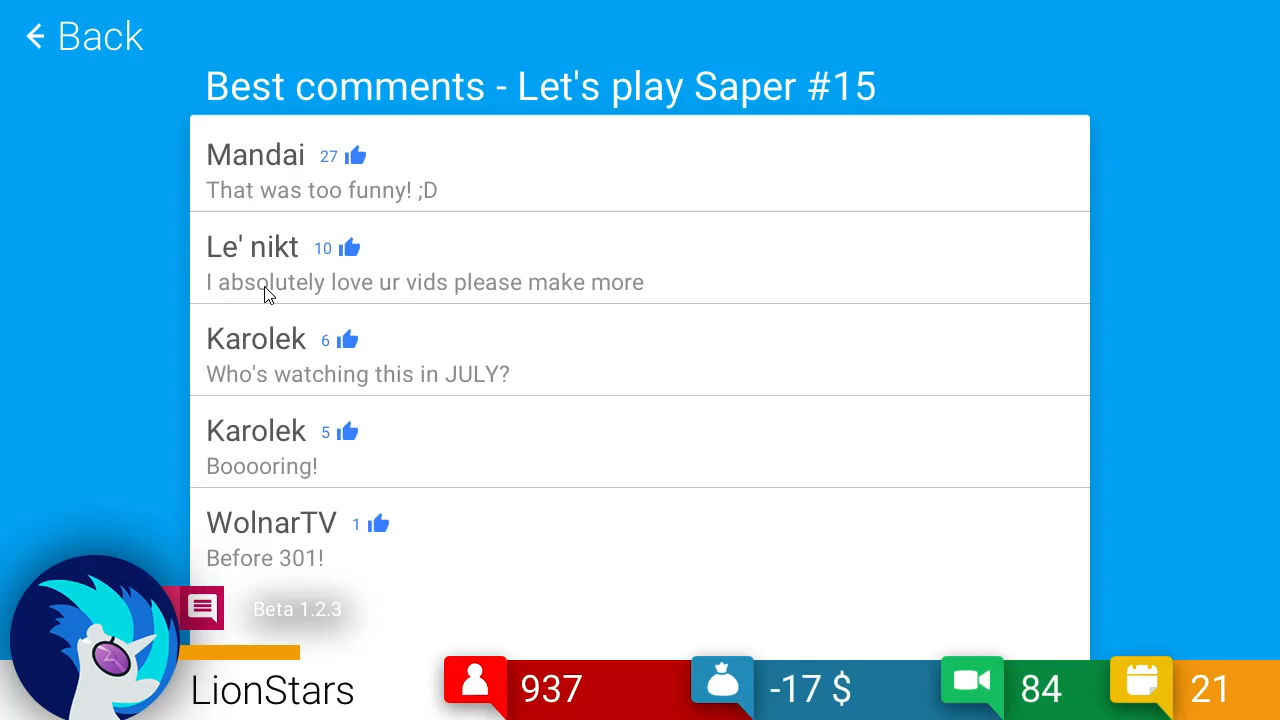 Back
Best comments - Let's play Saper #15
Mandai 27
That was too funny! ;D
Le' nikt 10
I absolutely love ur vids please make more
Karolek 6
Who's watching this in JULY?
Karolek 5
Booooring!
WolnarTV 1
Before 301!
Beta 1.2.3
LionStars 937 -17 $ 84 21